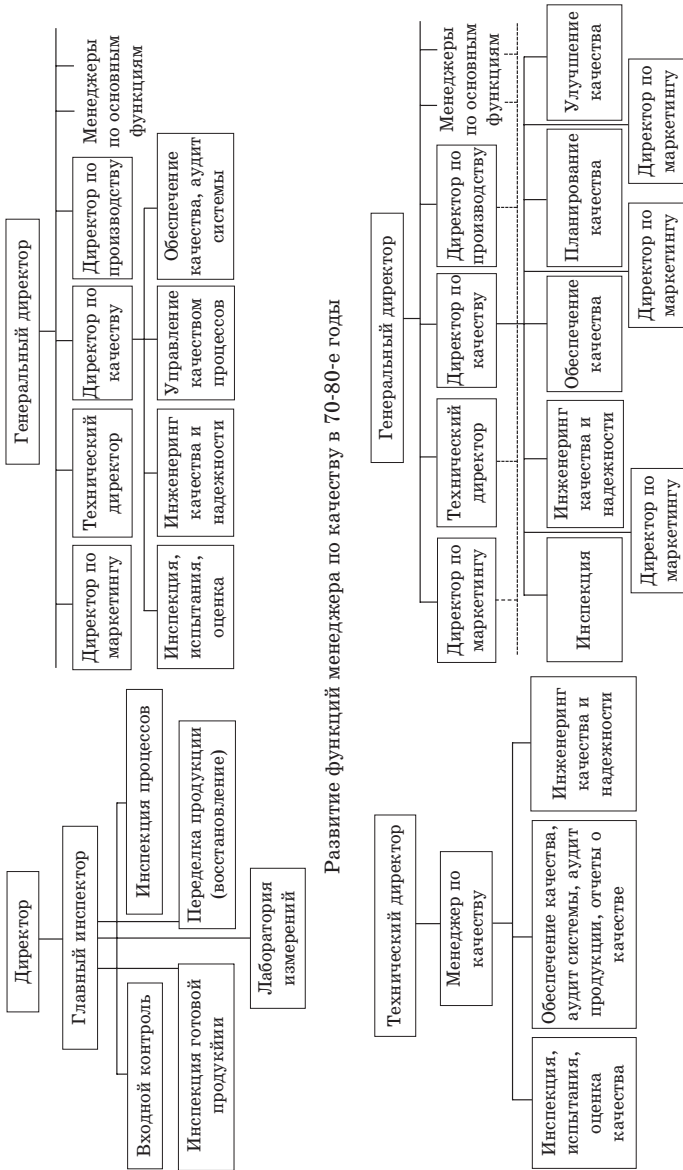 Директор
Главный инспектор
Входной контроль
Инспекция процессов
Инспекция готовой
продукйии
Переделка продукции
(восстановление)
Лаборатория
измерений
Генеральный директор
Директор по
маркетингу
Технический
директор
Директор по
качеству
Директор по
производству
Менеджеры
по основным
функциям
Инспекция,
испытания,
оценка
Инженеринг
качества и
надежности
Управление
качеством
процессов
Обеспечение
качества, аудит
системы
Развитие функций менеджера по качеству в 70-80-е годы
Технический директор
Менеджер по
качеству
Инспекция,
испытания,
оценка
качества
Обеспечение качества,
аудит системы, аудит
продукции, отчеты о
качестве
Инженеринг
качества и
надежности
Генеральный директор
Директор по
маркетингу
Технический
директор
Директор по
качеству
Директор по
производству
Менеджеры
по основным
функциям
Инспекция
Инженеринг
качества и
надежности
Обеспечение
качества
Планирование
качества
Улучшение
качества
Директор по
маркетингу
Директор по
маркетингу
Директор по
маркетингу